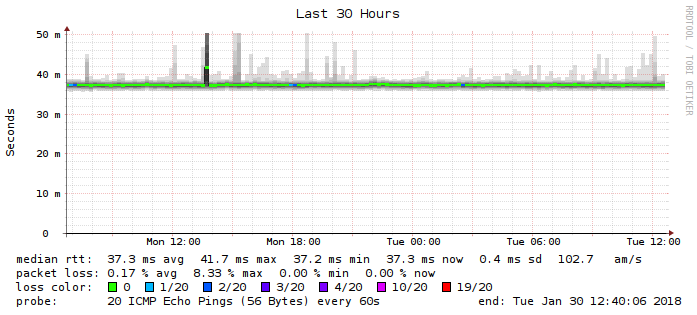 Last 30 Hours
RRDTOOL / TOBI OETIKER
Seconds
50 m
40 m
30 m
20 m
10 m
0
Mon 12:00 Mon 18:00 Tue 00:00 Tue 06:00 Tue 12:00
median rtt: 37.3 ms avg 41.7 ms max 37.2 ms min 37.3 ms now 0.4 ms sd 102.7 am/s
packet loss: 0.17 % avg 8.33 % max 0.00 % min 0.00 % now
loss color: 0 1/20 2/20 3/20 4/20 10/20 19/20
probe: 20 ICMP Echo Pings (56 Bytes) every 60s end: Tue Jan 30 12:40:06 2018